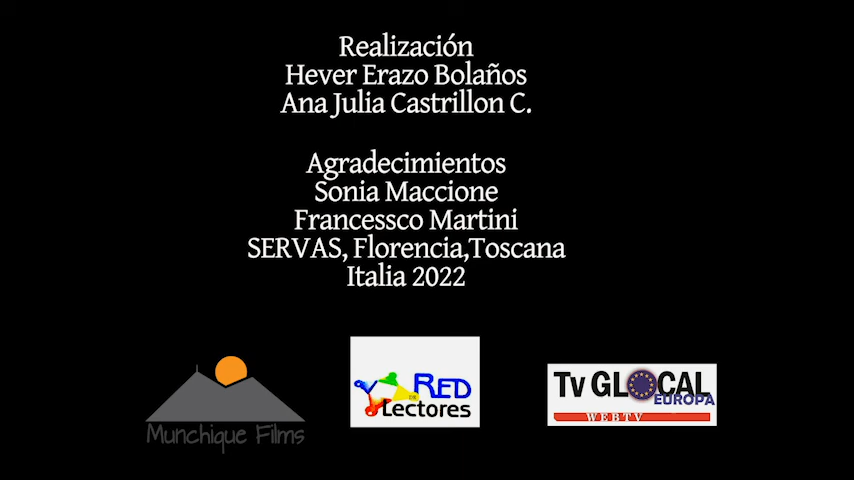 Realización
Hever Erazo Bolaños
Ana Julia Castrillon C.
Agradecimientos
Sonia Maccione
Francessco Martini
SERVAS, Florencia,Toscana
Italia 2022
Munchique Films
RED
DE
Lectores
Tv GLOCAL
EUROPA
WEBTV